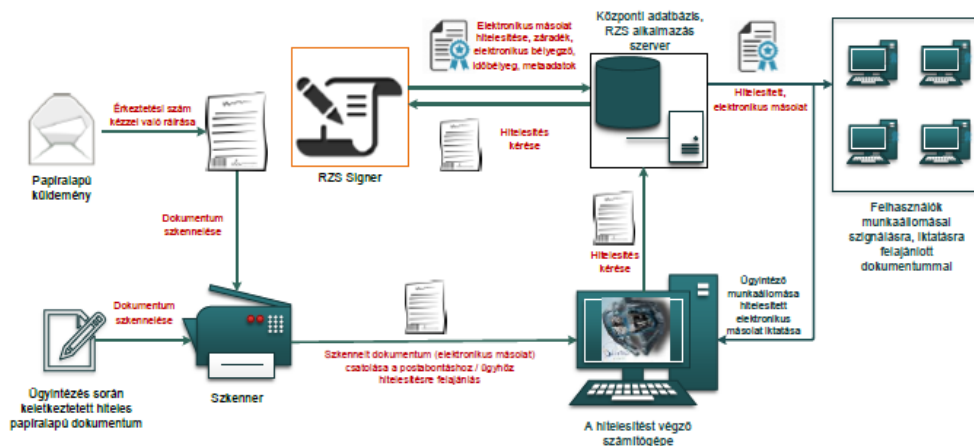 Elektronikus másolat
hitelesítése, záradék,
elektronikus bélyegző,
időbélyeg, metaadatok
Központi adatbázis,
RZS alkalmazás
szerver
Érkeztetési szám
kézzel való ráírása
Hitelesített,
elektronikus másolat
Hitelesítés
kérése
Papíralapú
küldemény
RZS Signer
Felhasználók
munkaállomásai
szignálásra, iktatásra
felajánlott
dokumentummal
Dokumentum
szkennelése
Hitelesítés
kérése
Ügyintéző
munkaállomása
hitelesített
elektronikus
másolat iktatása
Dokumentum
szkennelése
Szkennelt dokumentum (elektronikus másolat)
csatolása a postabontáshoz / ügyhöz
hitelesítésre felajánlás
Ügyintézés során
keletkeztetett hiteles
papíralapú dokumentum
Szkenner
A hitelesítést végző
számítógépe